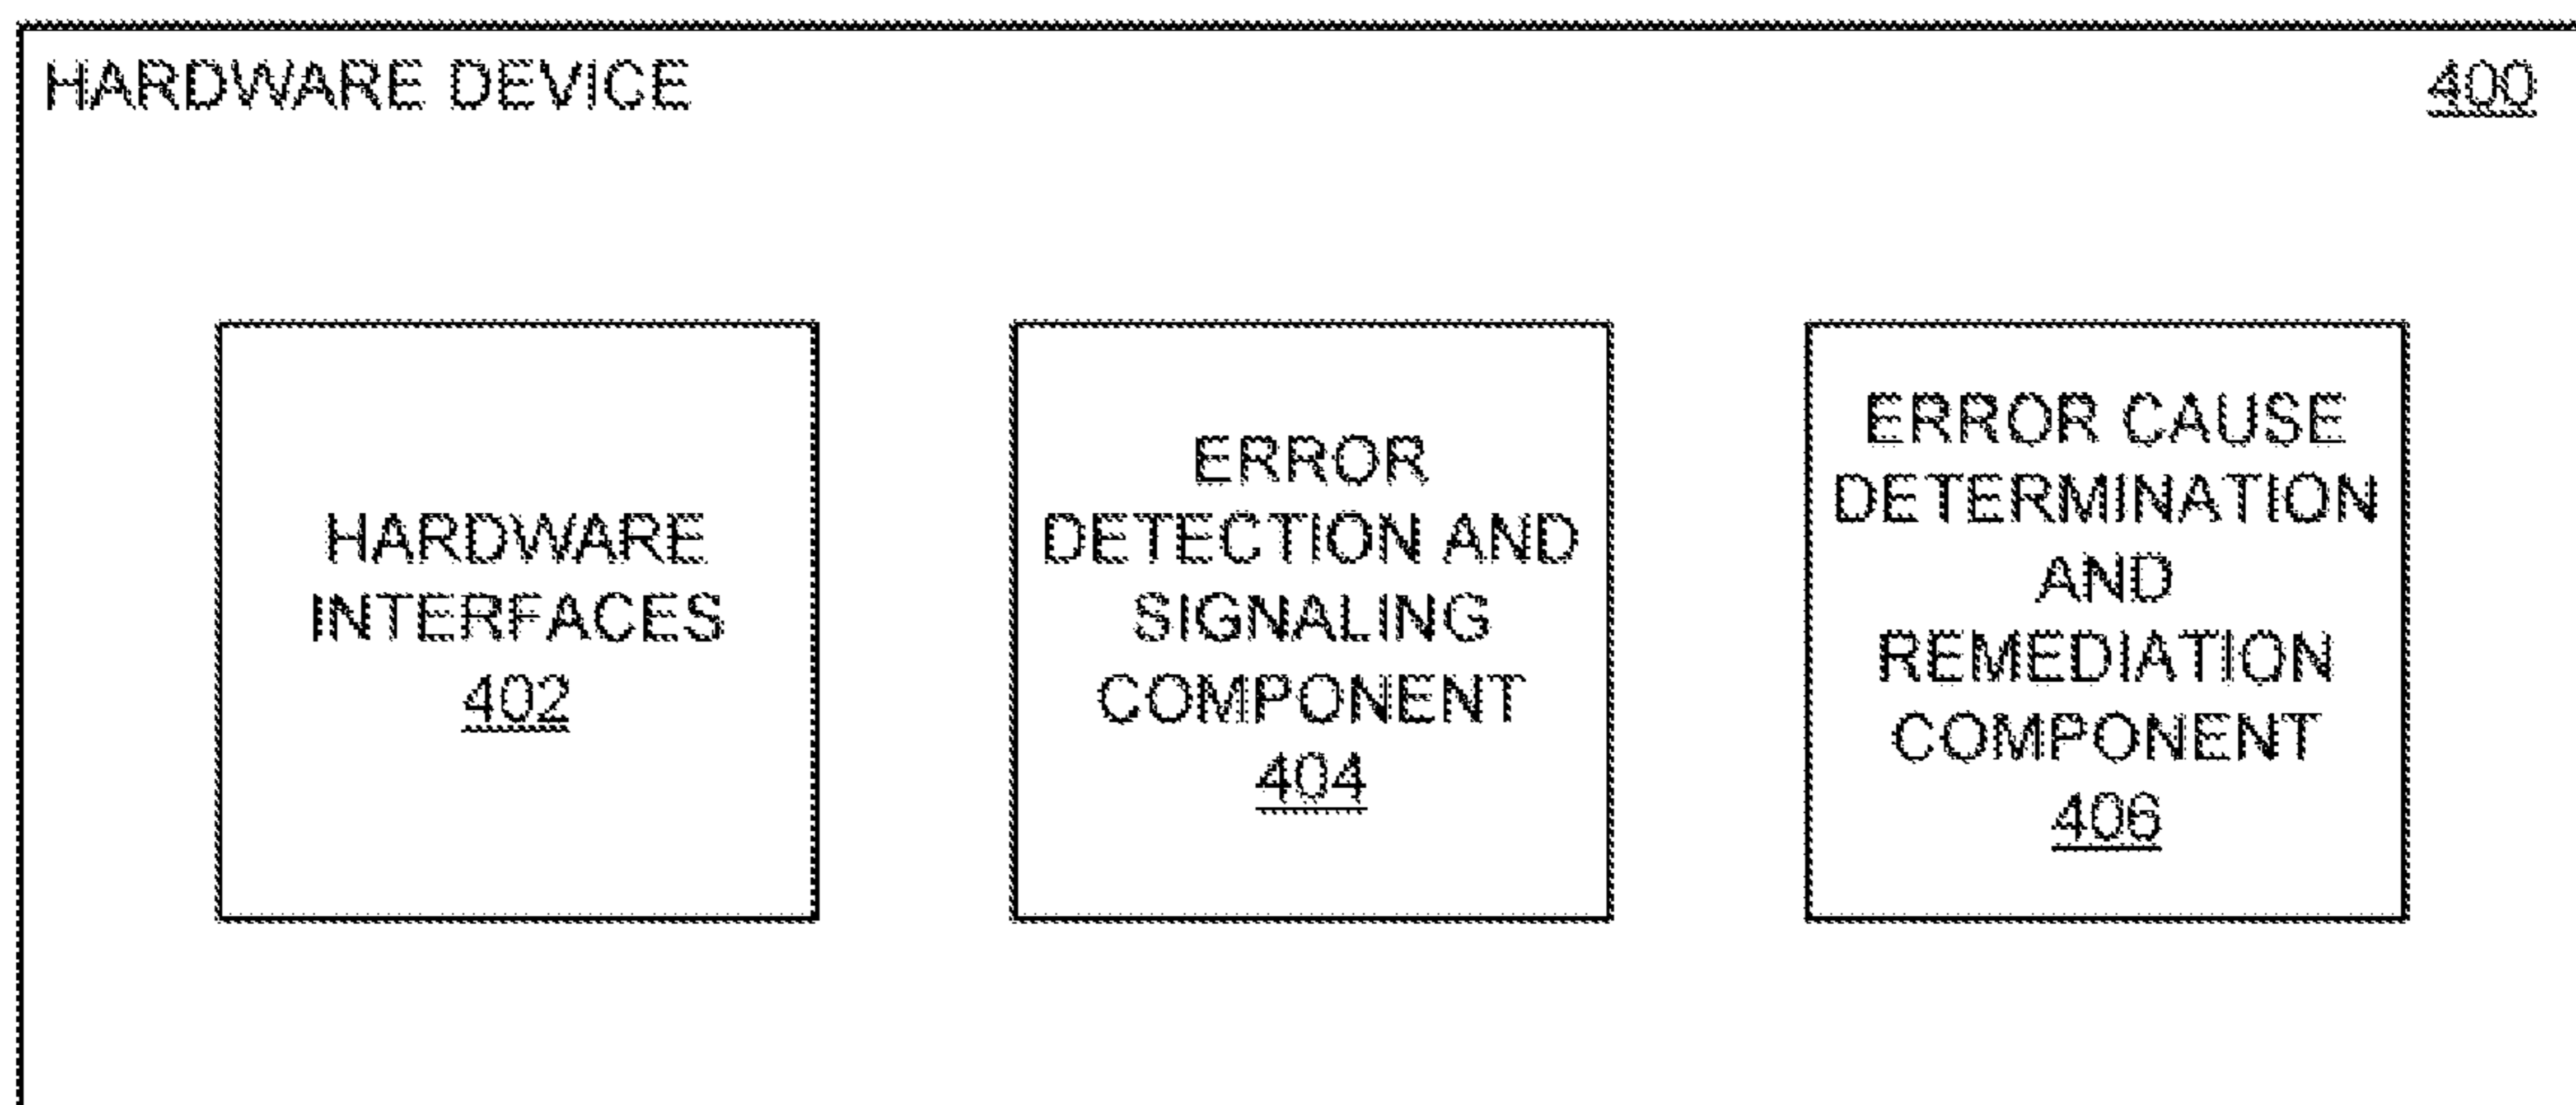 HARDWARE DEVICE
400
HARDWARE
INTERFACES
402
ERROR
DETECTION AND
SIGNALING
COMPONENT
404
ERROR CAUSE
DETERMINATION
AND
REMEDIATION
COMPONENT
406